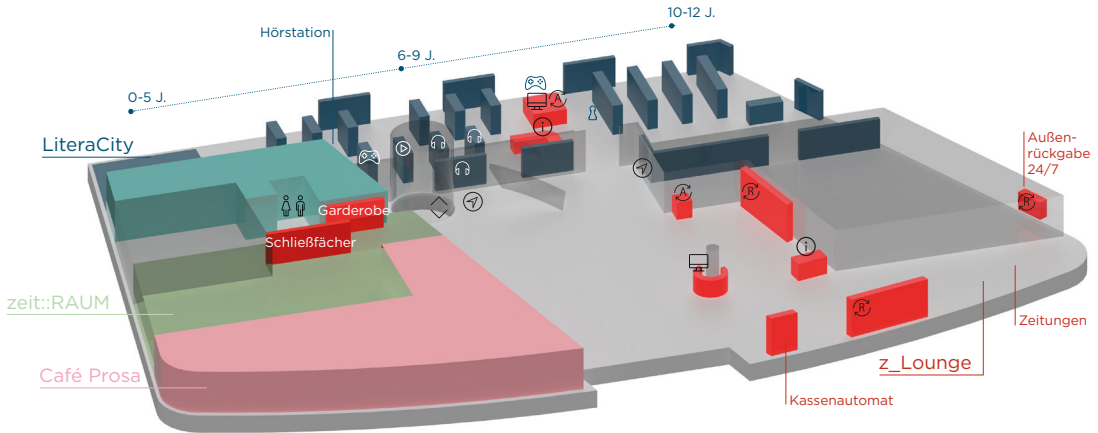 10-12 J.
Hörstation
6-9 J.
0-5 J.
LiteraCity
Außen-
rückgabe
24/7
Garderobe
Schließfächer
zeit::RAUM
Café Prosa
Zeitungen
z_Lounge
Kassenautomat
A
i
A
R
R
i
R